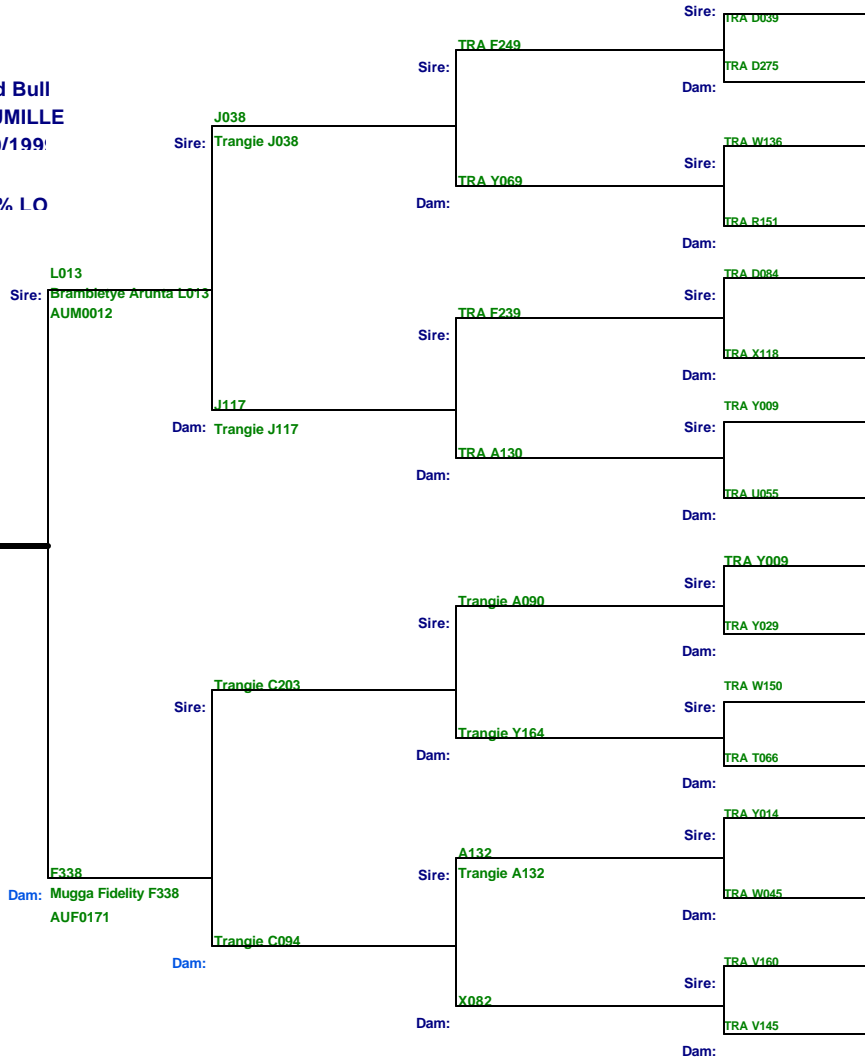 Sire:
TRA D039
TRA F249
Sire:
TRA D275
Dam:
d Bull
JMILLE
J038
Sire:
Trangie J038
TRA W136
Sire:
TRA Y069
Dam:
TRA R151
Dam:
% LO
L013
Sire:
Brambletye Arunta L013
AUM0012
TRA D084
Sire:
TRA F239
Sire:
TRA X118
Dam:
J117
Dam:
Trangie J117
TRA Y009
Sire:
TRA A130
Dam:
TRA U055
Dam:
TRA Y009
Sire:
Trangie A090
Sire:
TRA Y029
Dam:
Trangie C203
Sire:
TRA W150
Sire:
Trangie Y164
Dam:
TRA T066
Dam:
TRA Y014
Sire:
A132
Sire:
Trangie A132
F338
Dam:
Mugga Fidelity F338
AUF0171
TRA W045
Dam:
Trangie C094
Dam:
TRA V160
Sire:
X082
Dam:
TRA V145
Dam: